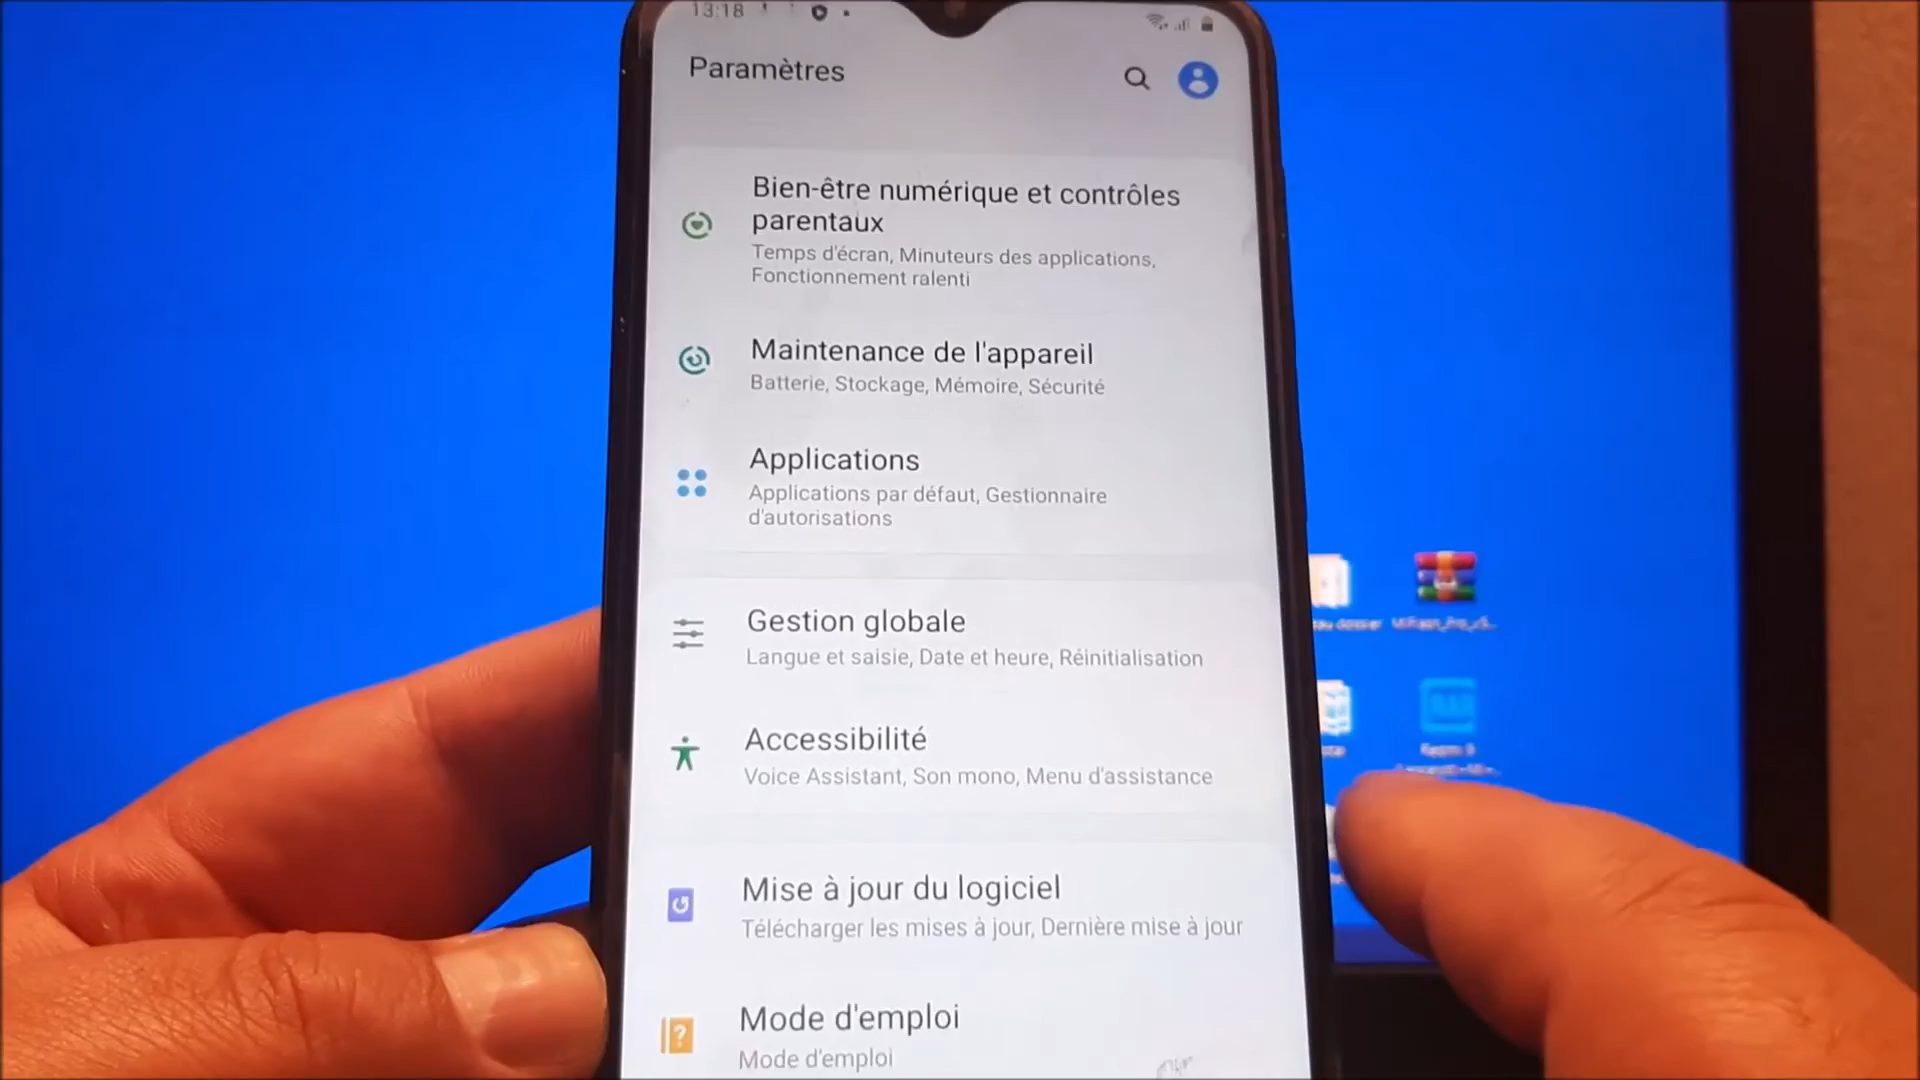 13:18
Paramètres
Bien-être numérique et contrôles
parentaux
Temps d'écran, Minuteurs des applications,
Fonctionnement ralenti
Maintenance de l'appareil
Batterie, Stockage, Mémoire, Sécurité
Applications
Applications par défaut, Gestionnaire
d'autorisations
Gestion globale
Langue et saisie, Date et heure, Réinitialisation
Accessibilité
Voice Assistant, Son mono, Menu d'assistance
Mise à jour du logiciel
Télécharger les mises à jour, Dernière mise à jour
Mode d'emploi
Mode d'emploi
dossier